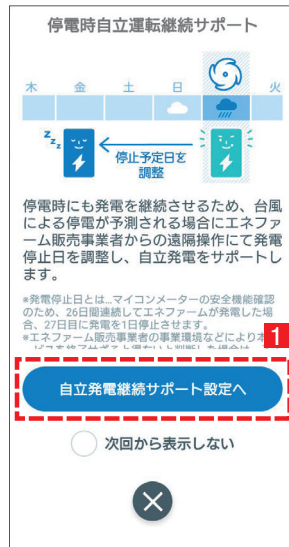 停電時自立運転継続サポート
木 金 土 日 火
zzz
停止予定日を
調整
停電時にも発電を継続させるため、台風
による停電が予測される場合にエネファ
ーム販売事業者からの遠隔操作にて発電
停止日を調整し、自立発電をサポートし
ます。
*発電停止日とは...マイコンメーターの安全機能確認
のため、26日間連続してエネファームが発電した場
合、27日目に発電を1日停止させます。
*エネファーム販売事業者の事業環境などにより本
1
自立発電継続サポート設定へ
次回から表示しない